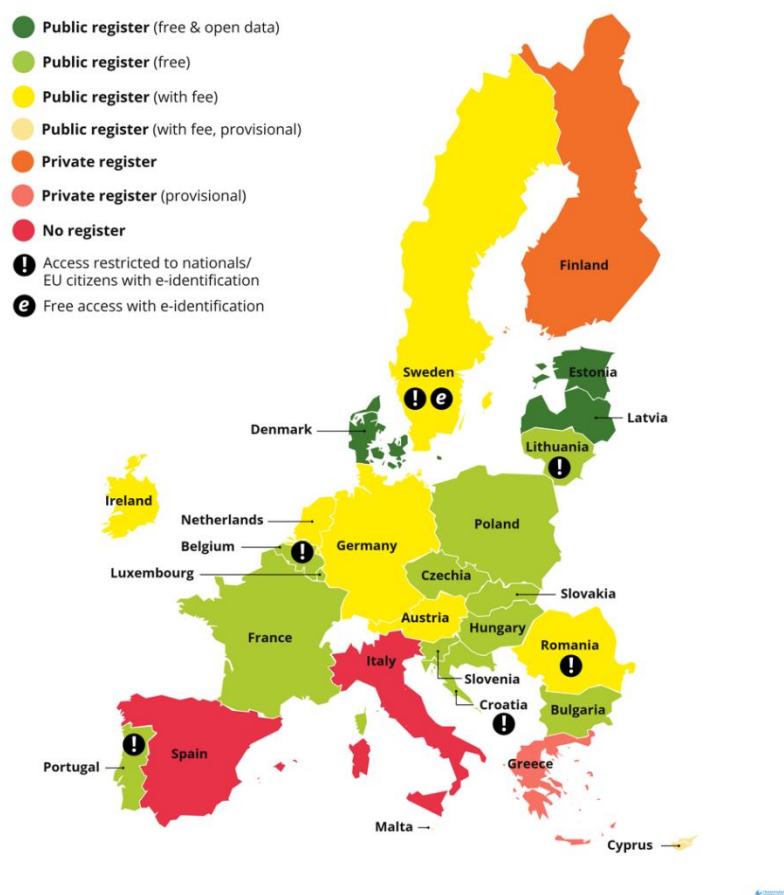 Public register (free & open data)
Public register (free)
Public register (with fee)
Public register (with fee, provisional)
Private register
Private register (provisional)
No register
! Access restricted to nationals/
EU citizens with e-identification
e Free access with e-identification
Finland
Sweden
! e
Estonia
Denmark
Latvia
Lithuania
!
Ireland
Netherlands
Poland
Belgium
!
Germany
Luxembourg
Czechia
Slovakia
Austria
France
Hungary
Romania
!
Italy
Slovenia
Croatia
!
Bulgaria
!
Spain
Portugal
Greece
Malta
Cyprus